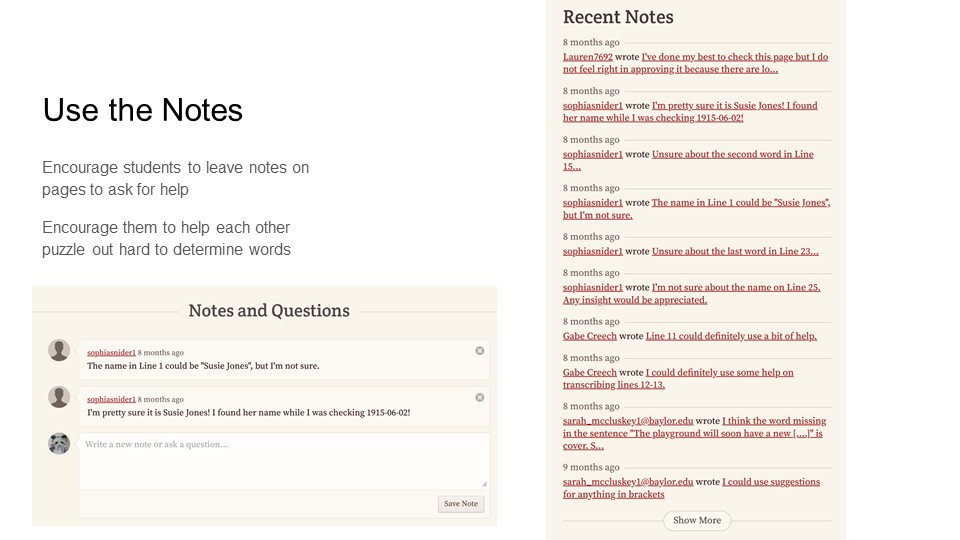 Use the Notes
Encourage students to leave notes on
pages to ask for help
Encourage them to help each other
puzzle out hard to determine words
Notes and Questions
sophiasnider1 8 months ago
The name in Line 1 could be "Susie Jones", but I'm not sure.
sophiasnider1 8 months ago
I'm pretty sure it is Susie Jones! I found her name while I was checking 1915-06-02!
Write a new note or ask a question...
Save Note
Recent Notes
8 months ago
Lauren7692 wrote I've done my best to check this page but I do
not feel right in approving it because there are lo...
8 months ago
sophiasnider1 wrote I'm pretty sure it is Susie Jones! I found
her name while I was checking 1915-06-02!
8 months ago
sophiasnider1 wrote Unsure about the second word in Line
15...
8 months ago
sophiasnider1 wrote The name in Line 1 could be "Susie Jones",
but I'm not sure.
8 months ago
sophiasnider1 wrote Unsure about the last word in Line 23...
8 months ago
sophiasnider1 wrote I'm not sure about the name on Line 25.
Any insight would be appreciated.
8 months ago
Gabe Creech wrote Line 11 could definitely use a bit of help.
8 months ago
Gabe Creech wrote I could definitely use some help on
transcribing lines 12-13.
8 months ago
sarah_mccluskey1@baylor.edu wrote I think the word missing
in the sentence "The playground will soon have a new [....]" is
cover. S...
9 months ago
sarah_mccluskey1@baylor.edu wrote I could use suggestions
for anything in brackets
Show More